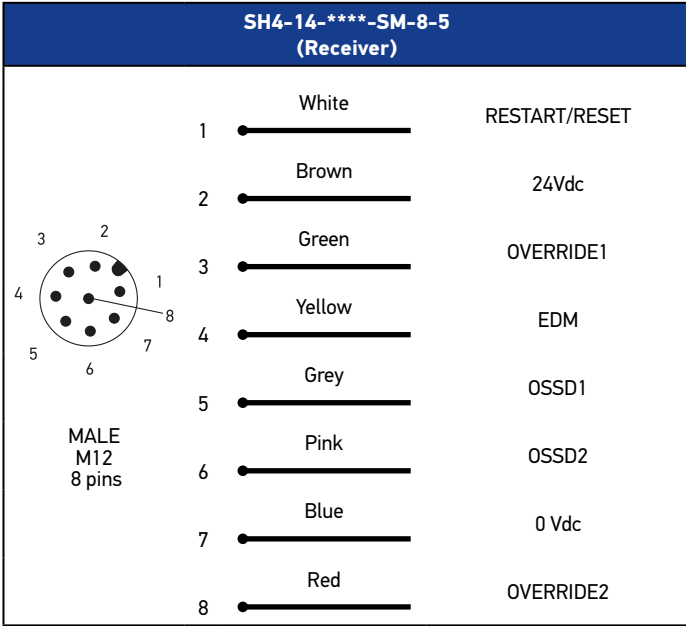 SH4-14-****-SM-8-5
(Receiver)
1 White RESTART/RESET
2 Brown 24Vdc
3 Green OVERRIDE1
4 Yellow EDM
5 Grey OSSD1
6 Pink OSSD2
7 Blue 0 Vdc
8 Red OVERRIDE2
2
3
1
4
8
7
5
6
MALE
M12
8 pins